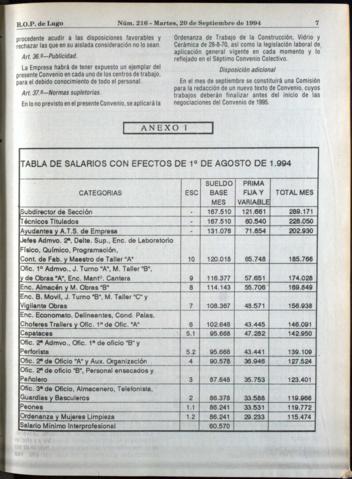 B.O.P. de Lugo Núm. 216 - Martes, 20 de Septiembre de 1994 7
procedente acudir a las disposiciones favorables y
rechazar las que en su aislada consideración no lo sean.
Art. 36.º—Publicidad.
La Empresa habrá de tener expuesto un ejemplar del
presente Convenio en cada uno de los centros de trabajo,
para el debido conocimiento de todo el personal.
Art. 37.º—Normas supletorias.
En lo no previsto en el presente Convenio, se aplicará la
Ordenanza de Trabajo de la Construcción, Vidrio y
Cerámica de 28-8-70, así como la legislación laboral de
aplicación general vigente en cada momento y lo
reflejado en el Séptimo Convenio Colectivo.
Disposición adicional
En el mes de septiembre se constituirá una Comisión
para la redacción de un nuevo texto de Convenio, cuyos
trabajos deberán finalizar antes del inicio de las
negociaciones del Convenio de 1995.
ANEXO I
TABLA DE SALARIOS CON EFECTOS DE 1º DE AGOSTO DE 1.994
SUELDO PRIMA
CATEGORIAS ESC BASE FIJA Y TOTAL MES
MES VARIABLE
Subdirector de Sección - 167.510 121.661 289.171
Técnicos Titulados - 167.510 60.540 228.050
Ayudantes y A.T.S. de Empresa - 131.076 71.854 202.930
Jefes Admvo. 2ª, Delte. Sup., Enc. de Laboratorio
Físico, Químico, Programación,
Cont. de Fab. y Maestro de Taller "A" 10 120.018 65.748 185.766
Ofic. 1º Admvo., J. Turno "A", M. Taller "B",
y de Obras "A", Enc. Mantº. Cantera 9 116.377 57.651 174.028
Enc. Almacén y M. Obras "B" 8 114.143 55.706 169.849
Enc. B. Movil, J. Turno "B", M. Taller "C" y
Vigilante Obras 7 108.367 48.571 156.938
Enc. Economato, Delineantes, Cond. Palas,
Choferes Trailers y Ofic. 1ª de Ofic. "A" 6 102.646 43.445 146.091
Capataces 5.1 95.668 47.282 142.950
Ofic. 2º Admvo., Ofic. 1ª de oficio "B" y
Perforista 5.2 95.668 43.441 139.109
Ofic. 2ª de Oficio "A" y Aux. Organización 4 90.578 36.946 127.524
Ofic. 2ª de oficio "B", Personal ensacados y
Pañolero 3 87.648 35.753 123.401
Ofic. 3ª de Oficio, Almacenero, Telefonista,
Guardias y Basculeros 2 86.378 33.588 119.966
Peones 1.1 86.241 33.531 119.772
Ordenanza y Mujeres Limpieza 1.2 86.241 29.233 115.474
Salario Mínimo Interprofesional 60.570